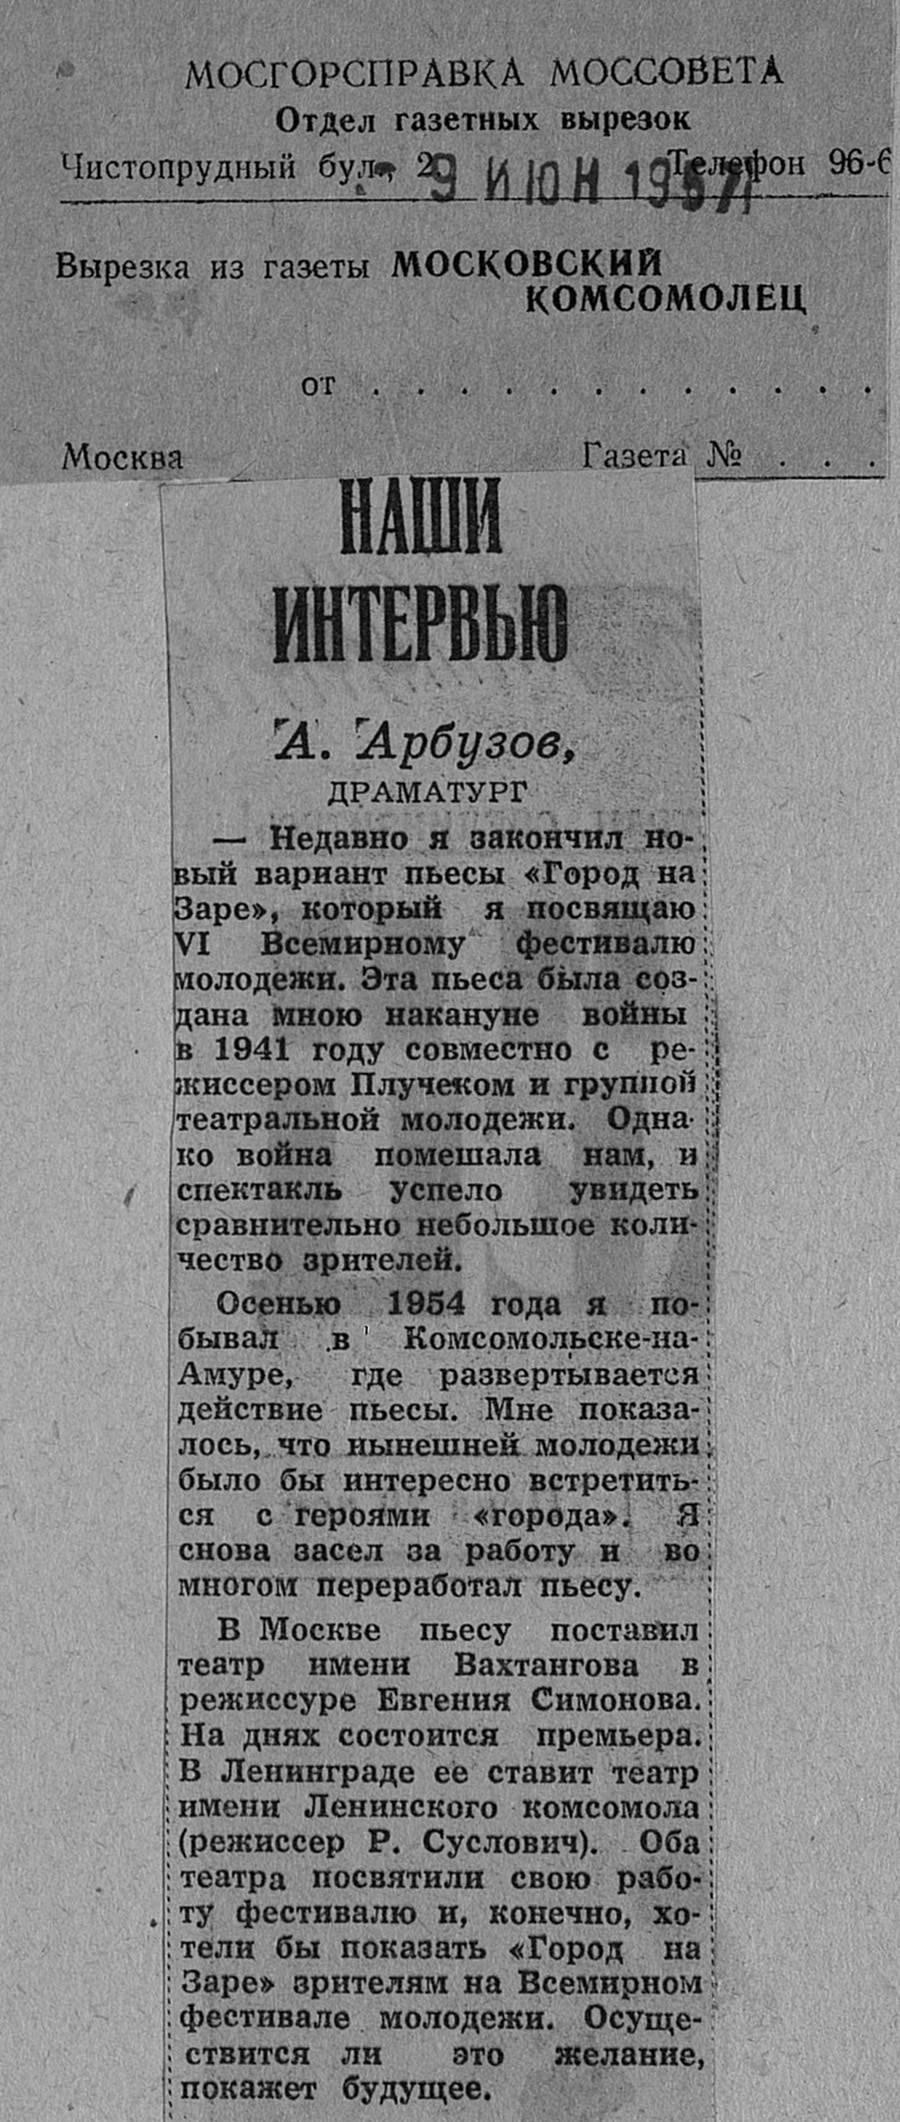 МОСГОРСПРАВКА МОССОВЕТА
Отдел газетных вырезок
Чистопрудный бул., 2 Телефон 96-6
9 ИЮН 1957
Вырезка из газеты МОСКОВСКИЙ
КОМСОМОЛЕЦ
от . . . . . . . . . . . .
Москва Газета № . . .
НАШИ
ИНТЕРВЬЮ
А. Арбузов,
ДРАМАТУРГ
— Недавно я закончил но-
вый вариант пьесы «Город на
Заре», который я посвящаю
VI Всемирному фестивалю
молодежи. Эта пьеса была соз-
дана мною накануне войны
в 1941 году совместно с ре-
жиссером Плучеком и группой
театральной молодежи. Одна-
ко война помешала нам, и
спектакль успело увидеть
сравнительно небольшое коли-
чество зрителей.
Осенью 1954 года я по-
бывал в Комсомольске-на-
Амуре, где развертывается
действие пьесы. Мне показа-
лось, что нынешней молодежи
было бы интересно встретить-
ся с героями «города». Я
снова засел за работу и во
многом переработал пьесу.
В Москве пьесу поставил
театр имени Вахтангова в
режиссуре Евгения Симонова.
На днях состоится премьера.
В Ленинграде ее ставит театр
имени Ленинского комсомола
(режиссер Р. Суслович). Оба
театра посвятили свою рабо-
ту фестивалю и, конечно, хо-
тели бы показать «Город на
Заре» зрителям на Всемирном
фестивале молодежи. Осуще-
ствится ли это желание,
покажет будущее.